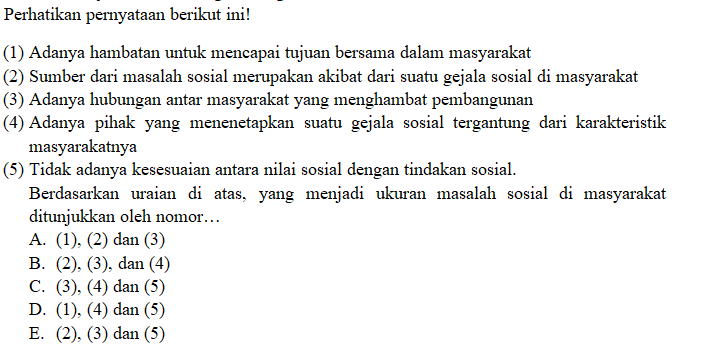 Perhatikan pernyataan berikut ini!
(1) Adanya hambatan untuk mencapai tujuan bersama dalam masyarakat
(2) Sumber dari masalah sosial merupakan akibat dari suatu gejala sosial di masyarakat
(3) Adanya hubungan antar masyarakat yang menghambat pembangunan
(4) Adanya pihak yang menenetapkan suatu gejala sosial tergantung dari karakteristik
masyarakatnya
(5) Tidak adanya kesesuaian antara nilai sosial dengan tindakan sosial.
Berdasarkan uraian di atas, yang menjadi ukuran masalah sosial di masyarakat
ditunjukkan oleh nomor…
A. (1), (2) dan (3)
B. (2), (3), dan (4)
C. (3), (4) dan (5)
D. (1), (4) dan (5)
E. (2), (3) dan (5)